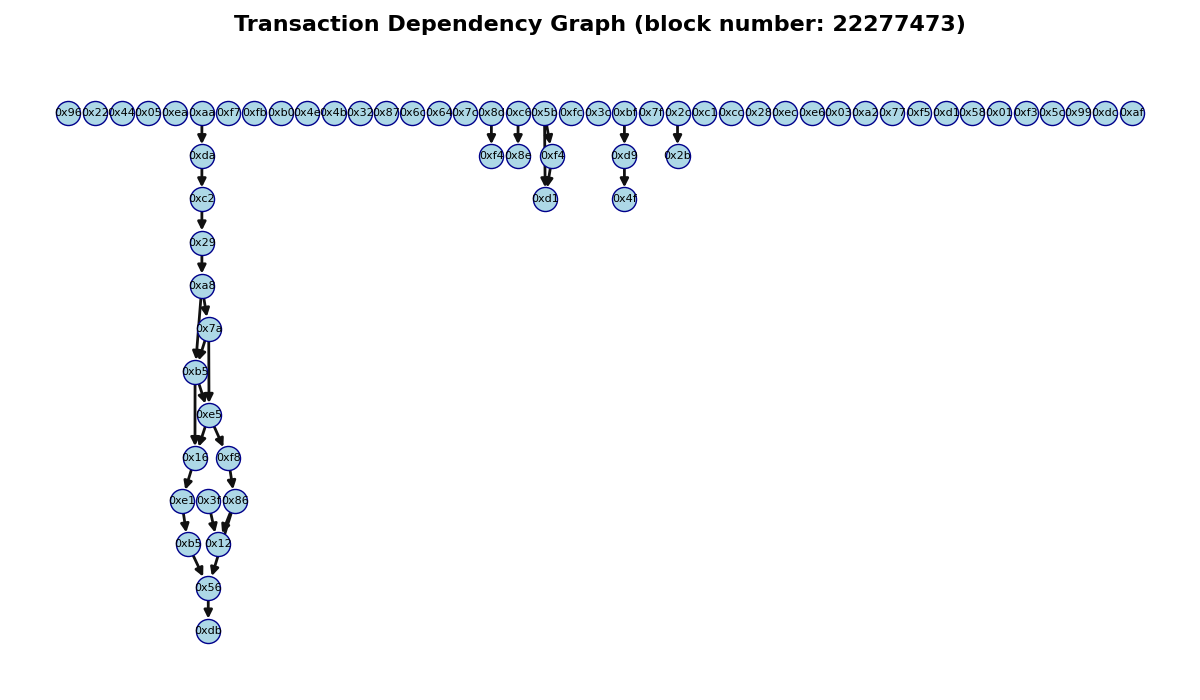 Transaction Dependency Graph (block number: 22277473)
0x96 0x22 0x44 0x05 0xea 0xaa 0xf7 0xfb 0xb0 0x4e 0x4b 0x32 0x87 0x6c 0x64 0x7c 0x8d 0xc6 0x5b 0xfc 0x3c 0xbf 0x7f 0x2c 0xc1 0xcc 0x28 0xec 0xe6 0x03 0xa2 0x77 0xf5 0xd1 0x58 0x01 0xf3 0x5c 0x99 0xdc 0xaf
0xda 0xf4 0x8e 0xf4 0xd9 0x2b
0xc2 0xd1 0x4f
0x29
0xa8
0x7a
0xb5
0xe5
0x16 0xf8
0xe1 0x3f 0x86
0xb5 0x12
0x56
0xdb